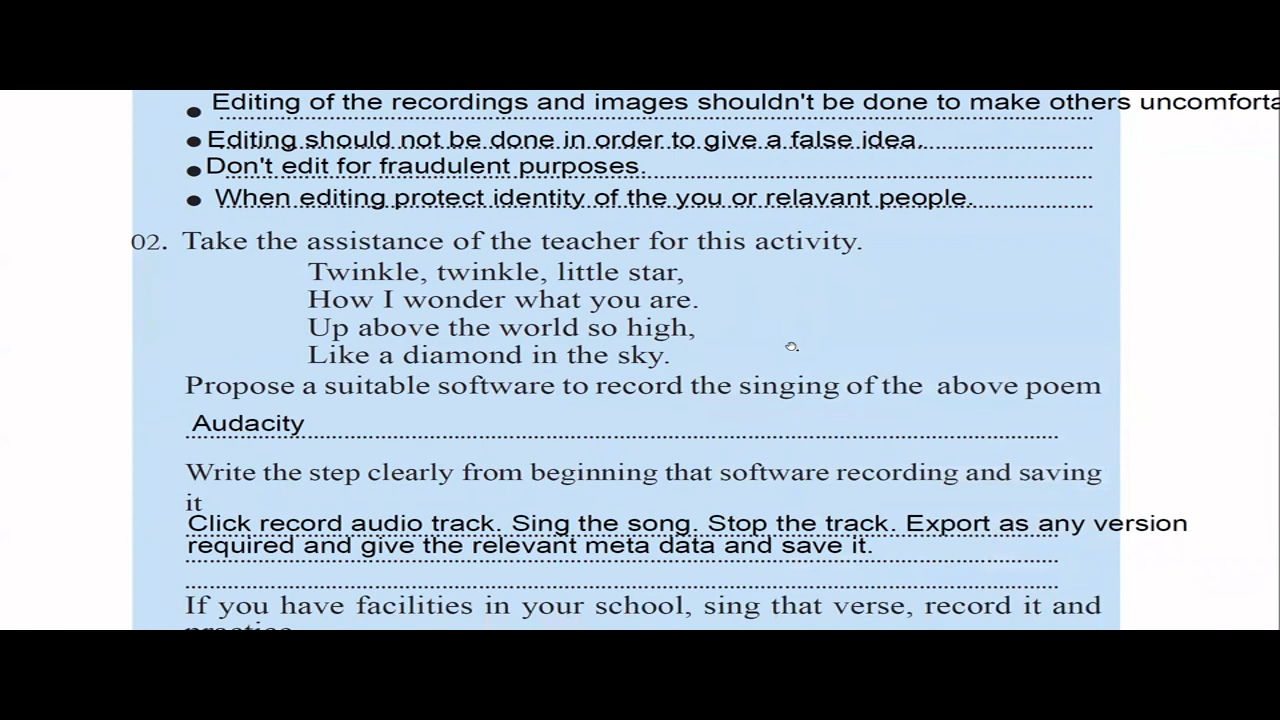 Editing of the recordings and images shouldn't be done to make others uncomforta
Editing should not be done in order to give a false idea.
Don't edit for fraudulent purposes.
When editing protect identity of the you or relavant people.
02. Take the assistance of the teacher for this activity.
Twinkle, twinkle, little star,
How I wonder what you are.
Up above the world so high,
Like a diamond in the sky.
Propose a suitable software to record the singing of the above poem
Audacity
Write the step clearly from beginning that software recording and saving
it
Click record audio track. Sing the song. Stop the track. Export as any version
required and give the relevant meta data and save it.
If you have facilities in your school, sing that verse, record it and